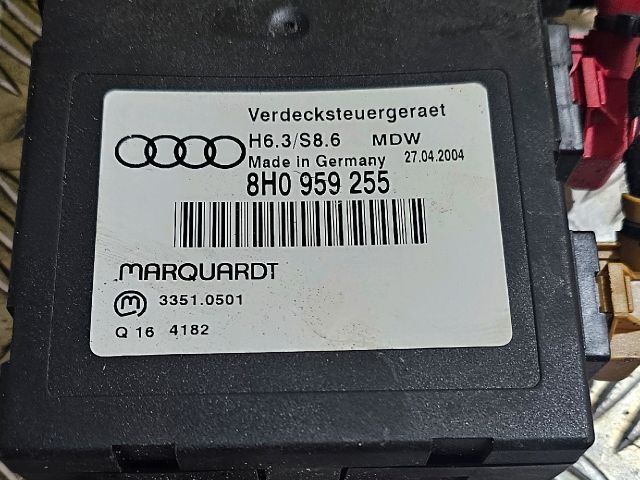 Verdecksteuergeraet
H6.3/S8.6 MDW
Made in Germany 27.04.2004
8H0 959 255
MARQUARDT
m 3351.0501
Q 16 4182